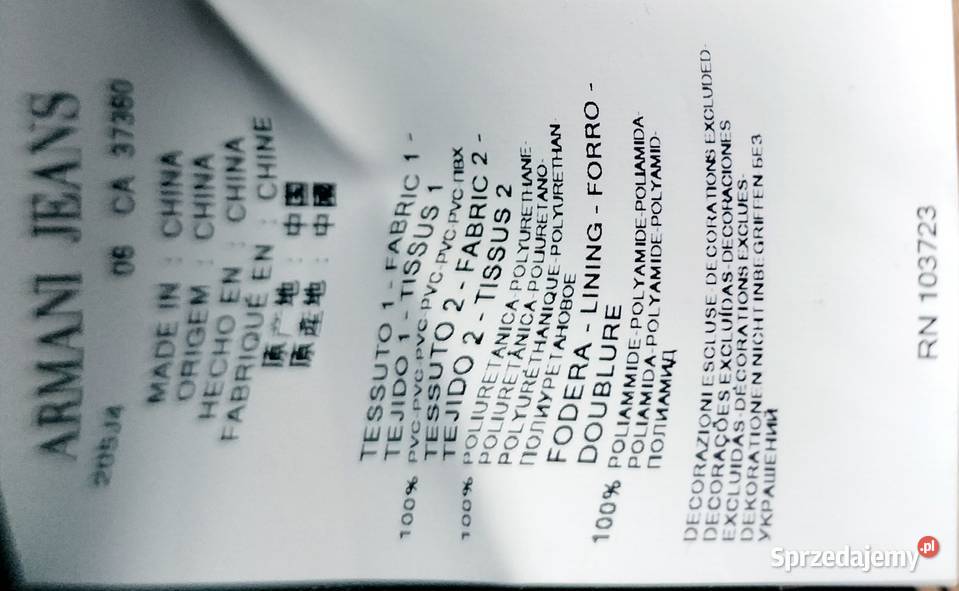 ARMANI JEANS
205J4 06 CA 37360
MADE IN : CHINA
ORIGEM : CHINA
HECHO EN : CHINA
FABRIQUÉ EN : CHINE
原产地 : 中国
原產地 : 中國
TESSUTO 1 - FABRIC 1 -
TEJIDO 1 - TISSUS 1
100% PVC-PVC-PVC-PVC-PVC-PVC-ПВХ
TESSUTO 2 - FABRIC 2 -
TEJIDO 2 - TISSUS 2
100% POLIURETANICA-POLYURETHANE-
POLIURETÂNICA-POLIURETANO-
POLYURÉTHANIQUE-POLYURETHAN
ПОЛИУРЕТАНОВОЕ
FODERA - LINING - FORRO -
DOUBLURE
100% POLIAMMIDE-POLYAMIDE-POLIAMIDA-
POLIAMIDA-POLYAMIDE-POLYAMID-
ПОЛИАМИД
DECORAZIONI ESCLUSE-DECORATIONS EXCLUDED-
DECORAÇÕES EXCLUÍDAS-DECORACIONES
EXCLUIDAS-DÉCORATIONS EXCLUES-
DEKORATIONEN NICHT INBEGRIFFEN БЕЗ
УКРАШЕНИЙ
RN 103723
Sprzedajemy.pl